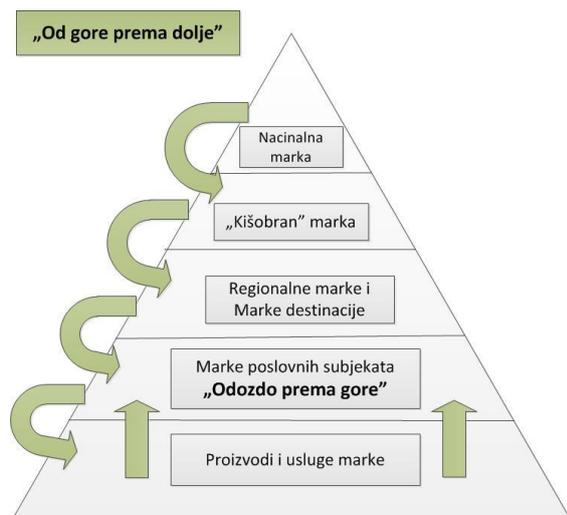 „Od gore prema dolje”
Nacinalna
marka
„Kišobran” marka
Regionalne marke i
Marke destinacije
Marke poslovnih subjekata
„Odozdo prema gore”
Proizvodi i usluge marke